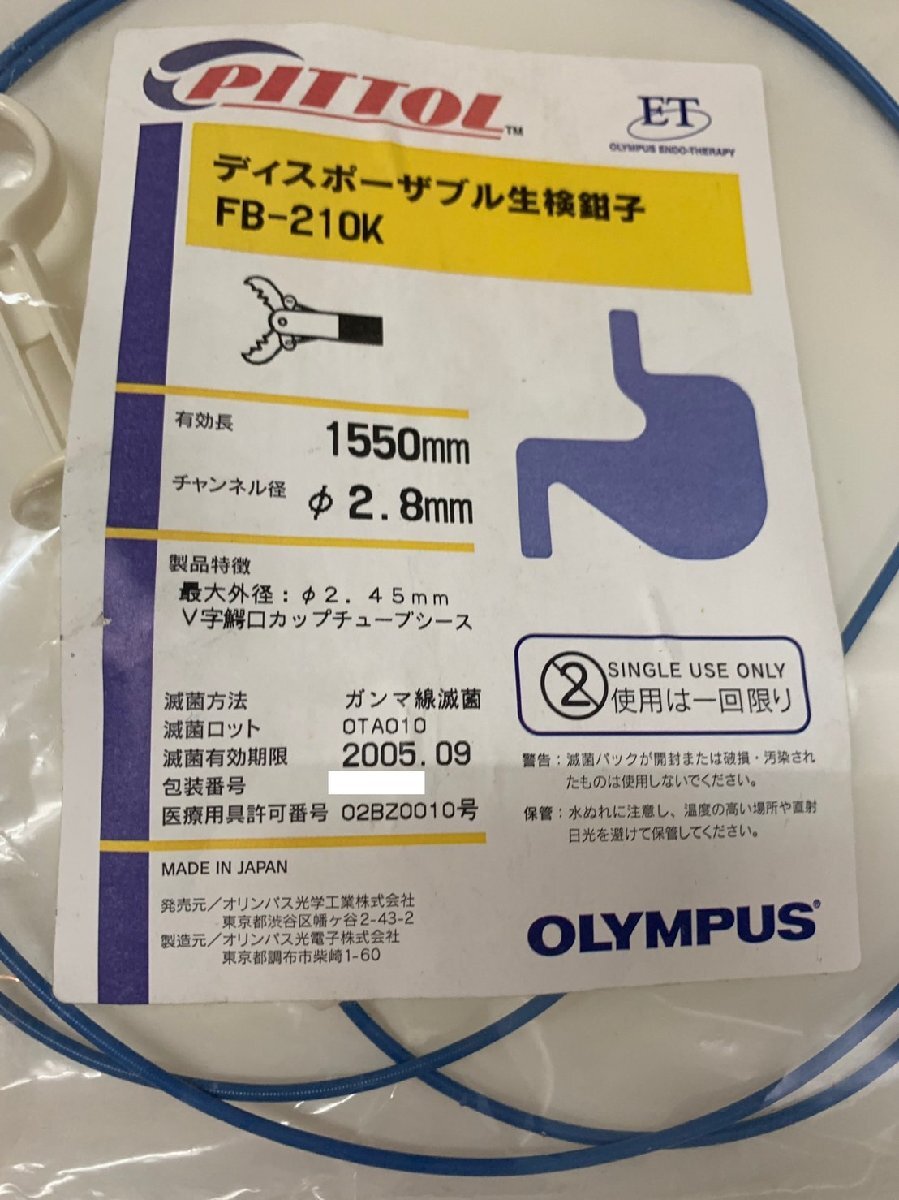 PITTOL™
ET
OLYMPUS ENDO-THERAPY
ディスポーザブル生検鉗子
FB-210K
有効長 1550mm
チャンネル径 φ2.8mm
製品特徴
最大外径：φ2.45mm
V字鰐口カップチューブシース
滅菌方法 ガンマ線滅菌
滅菌ロット 0TA010
滅菌有効期限 2005.09
包装番号
医療用具許可番号 02BZ0010号
2 SINGLE USE ONLY
使用は一回限り
警告：滅菌パックが開封または破損・汚染され
たものは使用しないでください。
保管：水ぬれに注意し、温度の高い場所や直射
日光を避けて保管してください。
MADE IN JAPAN
発売元／オリンパス光学工業株式会社
東京都渋谷区幡ヶ谷2-43-2
製造元／オリンパス光電子株式会社
東京都調布市柴崎1-60
OLYMPUS®